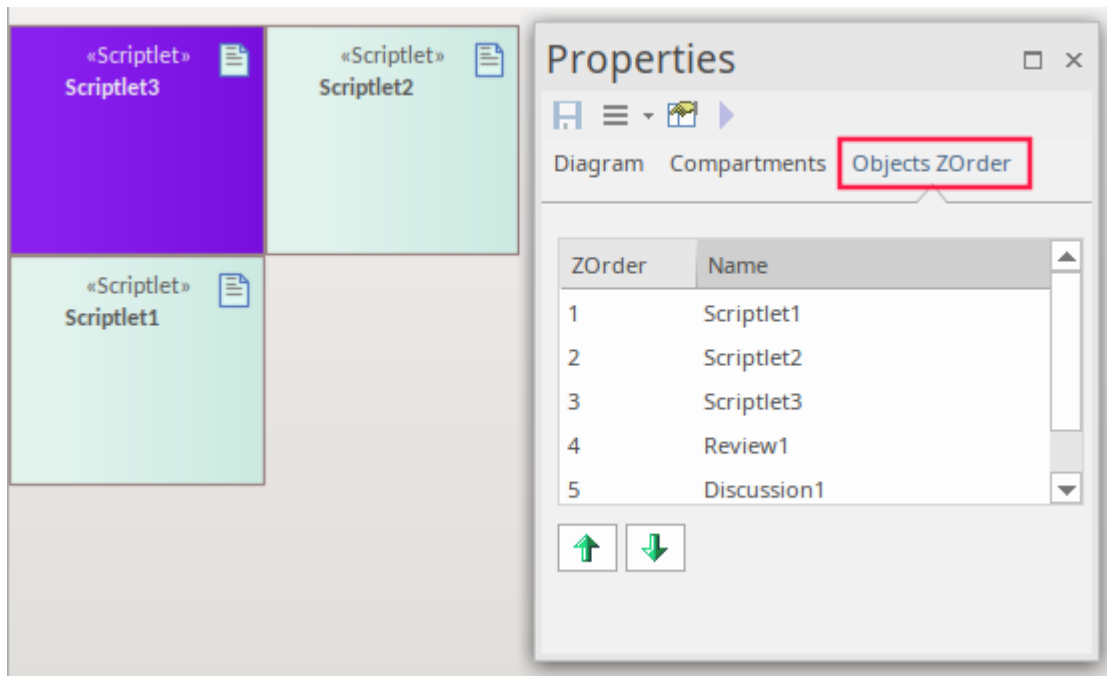 «Scriptlet»
Scriptlet3
«Scriptlet»
Scriptlet2
«Scriptlet»
Scriptlet1
Properties
Diagram Compartments Objects ZOrder
ZOrder Name
1 Scriptlet1
2 Scriptlet2
3 Scriptlet3
4 Review1
5 Discussion1